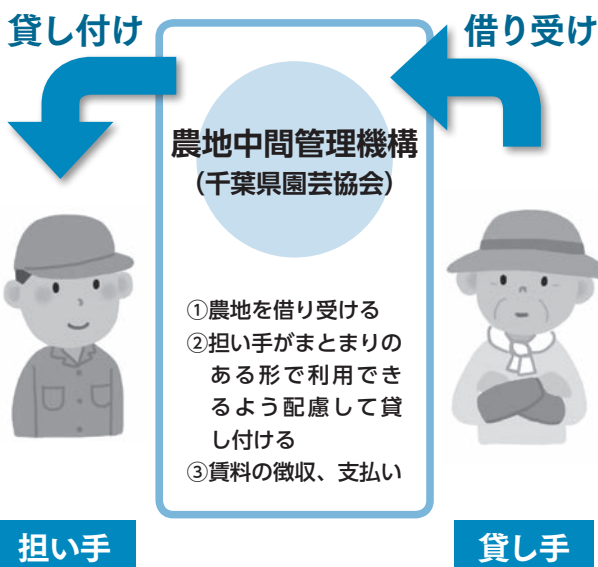 貸し付け
借り受け
農地中間管理機構
(千葉県園芸協会)
①農地を借り受ける
②担い手がまとまりの
ある形で利用でき
るよう配慮して貸
し付ける
③賃料の徴収、支払い
担い手
貸し手